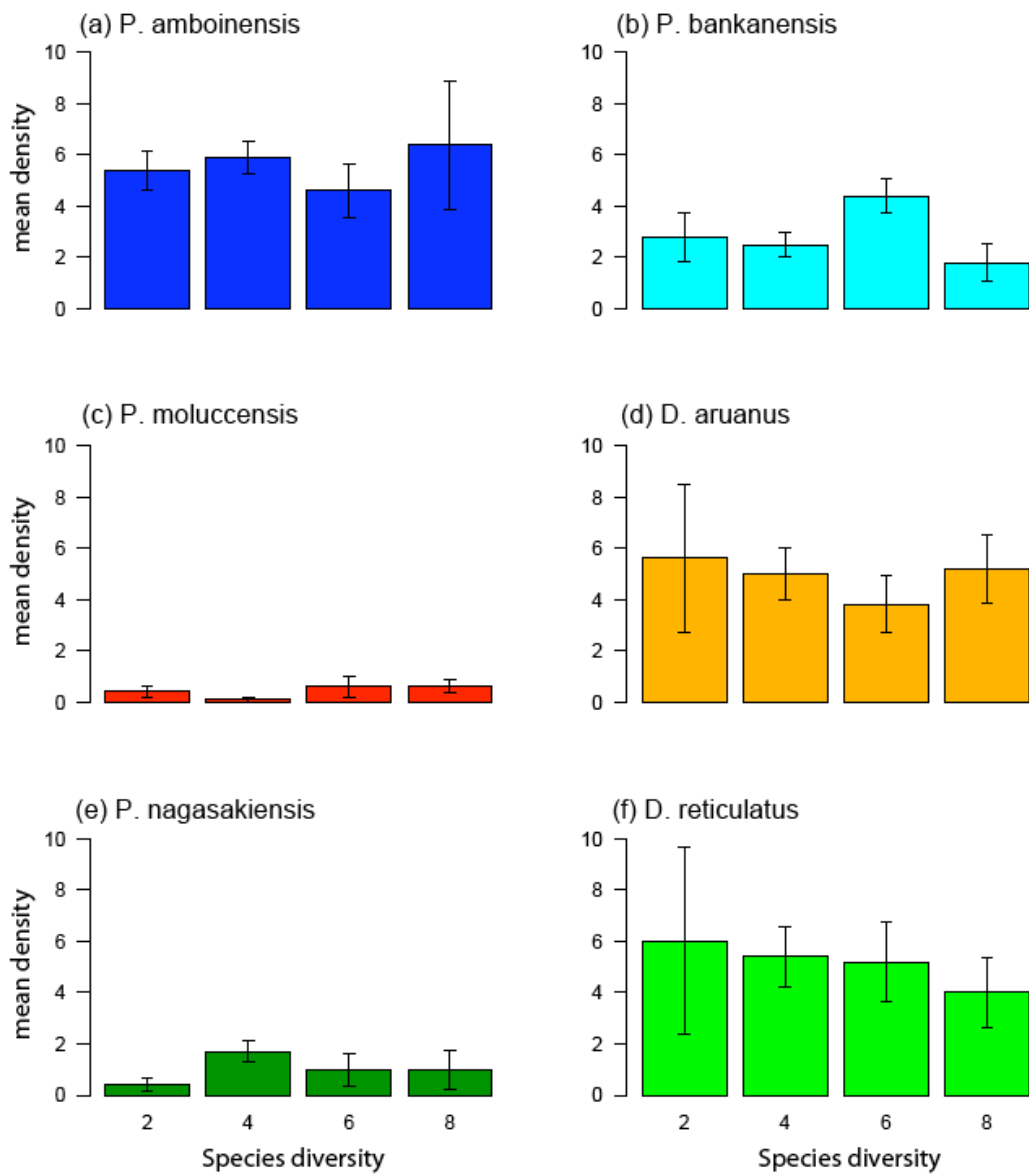 (a) P. amboinensis
(b) P. bankanensis
10
8
6
4
2
0
mean density
10
8
6
4
2
0
(c) P. moluccensis
(d) D. aruanus
10
8
6
4
2
0
mean density
10
8
6
4
2
0
(e) P. nagasakiensis
(f) D. reticulatus
10
8
6
4
2
0
mean density
10
8
6
4
2
0
2 4 6 8
2 4 6 8
Species diversity
Species diversity